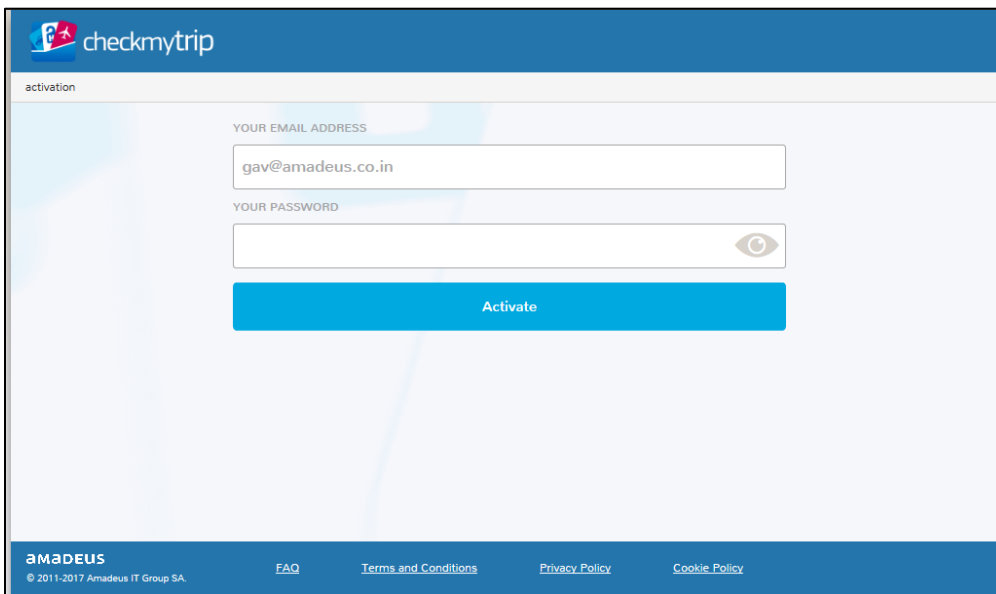 checkmytrip
activation
YOUR EMAIL ADDRESS
gav@amadeus.co.in
YOUR PASSWORD
Activate
amadeus
© 2011-2017 Amadeus IT Group SA.
FAQ Terms and Conditions Privacy Policy Cookie Policy